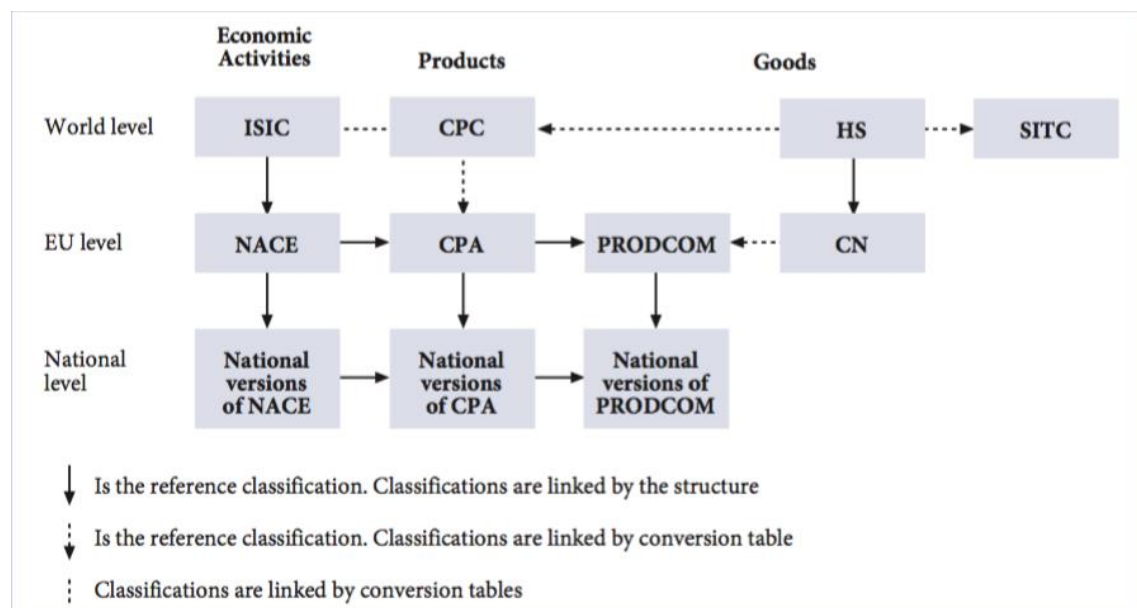 Economic
Activities
Products
Goods
World level
ISIC
CPC
HS
SITC
EU level
NACE
CPA
PRODCOM
CN
National
level
National
versions
of NACE
National
versions
of CPA
National
versions of
PRODCOM
Is the reference classification. Classifications are linked by the structure
Is the reference classification. Classifications are linked by conversion table
Classifications are linked by conversion tables